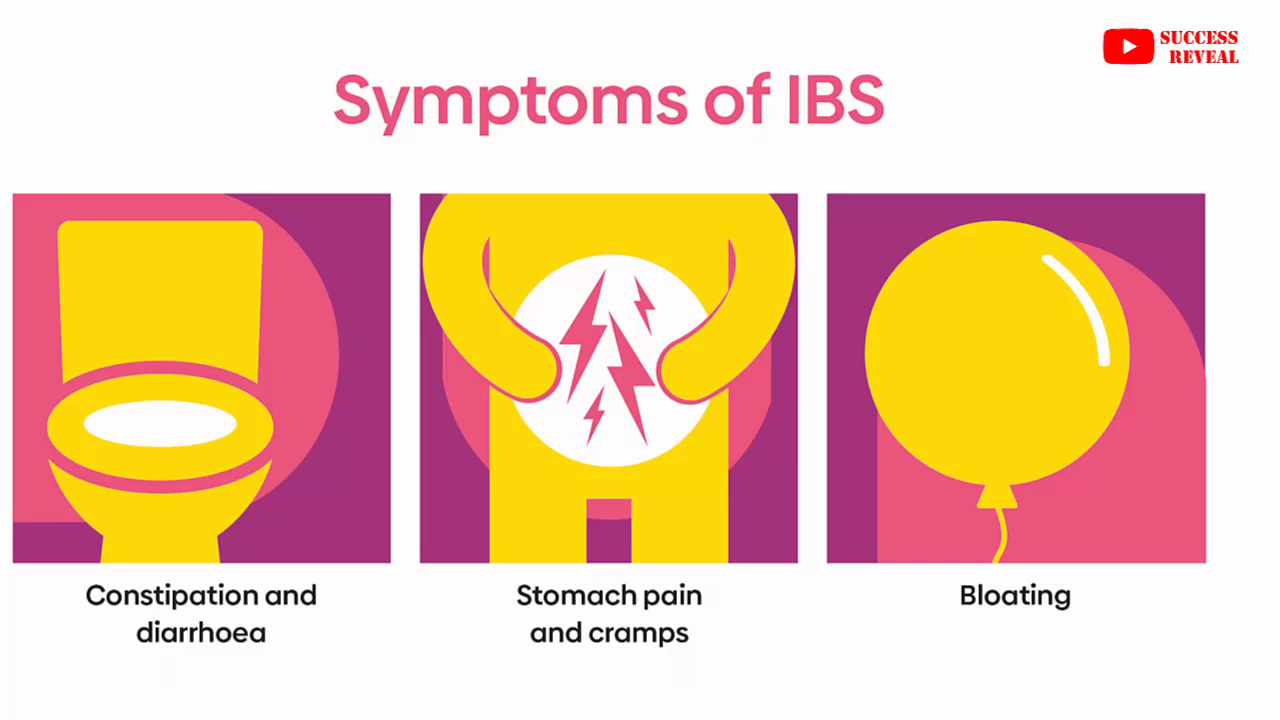 SUCCESS
REVEAL
Symptoms of IBS
Constipation and
diarrhoea
Stomach pain
and cramps
Bloating